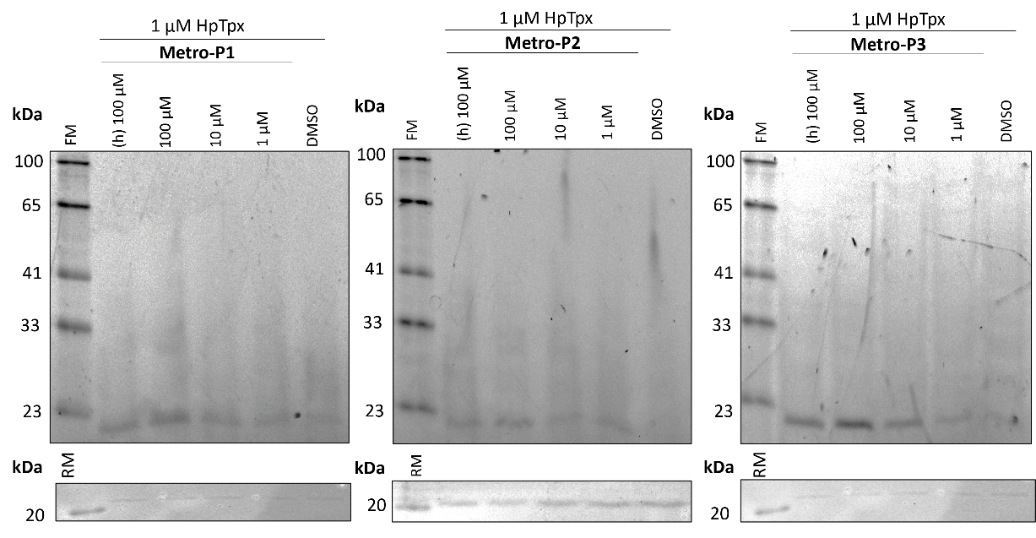 1 µM HpTpx
Metro-P1
kDa
FM
(h) 100 µM
100 µM
10 µM
1 µM
DMSO
100
65
41
33
23
kDa
RM
20
1 µM HpTpx
Metro-P2
kDa
FM
(h) 100 µM
100 µM
10 µM
1 µM
DMSO
100
65
41
33
23
kDa
RM
20
1 µM HpTpx
Metro-P3
kDa
FM
(h) 100 µM
100 µM
10 µM
1 µM
DMSO
100
65
41
33
23
kDa
RM
20